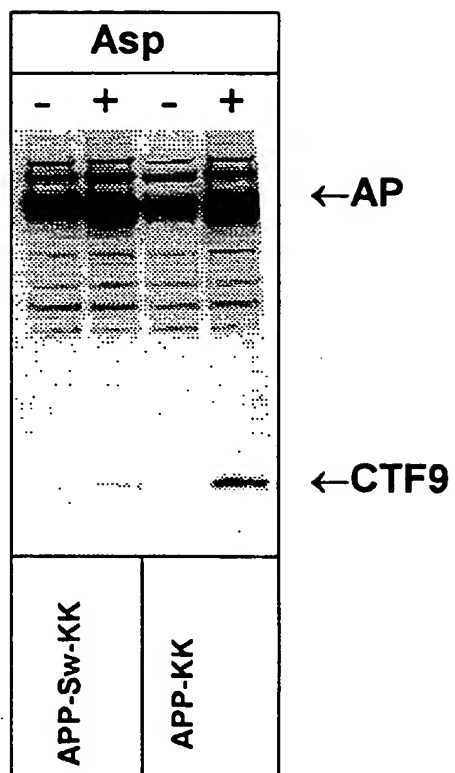 Asp
- + - +
←AP
←CTF9
APP-Sw-KK
APP-KK